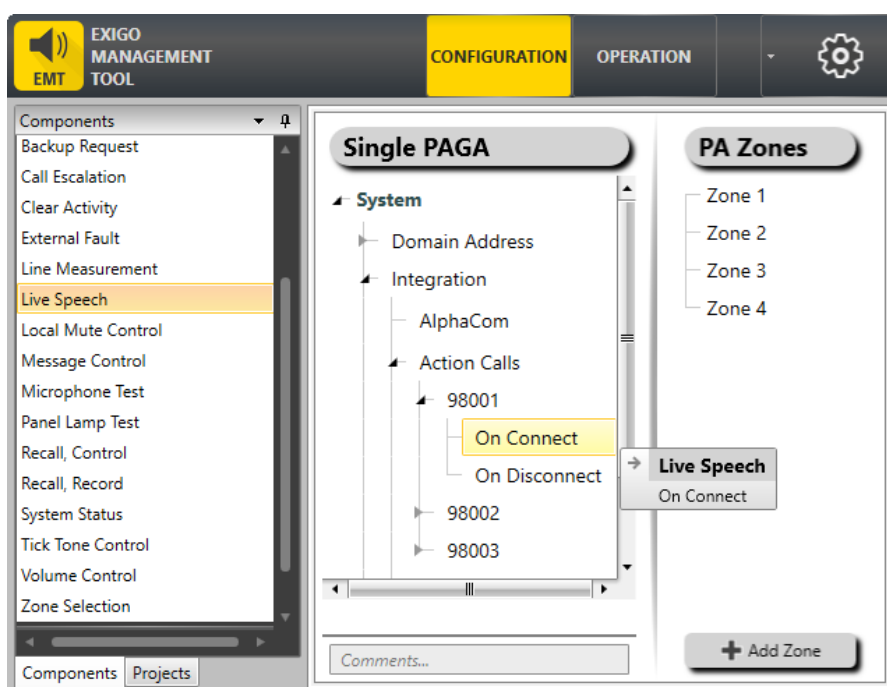 EXIGO
MANAGEMENT
TOOL
EMT
CONFIGURATION
OPERATION
Components
Backup Request
Call Escalation
Clear Activity
External Fault
Line Measurement
Live Speech
Local Mute Control
Message Control
Microphone Test
Panel Lamp Test
Recall, Control
Recall, Record
System Status
Tick Tone Control
Volume Control
Zone Selection
Components
Projects
Single PAGA
System
Domain Address
Integration
AlphaCom
Action Calls
98001
On Connect
On Disconnect
98002
98003
Comments...
Live Speech
On Connect
PA Zones
Zone 1
Zone 2
Zone 3
Zone 4
Add Zone